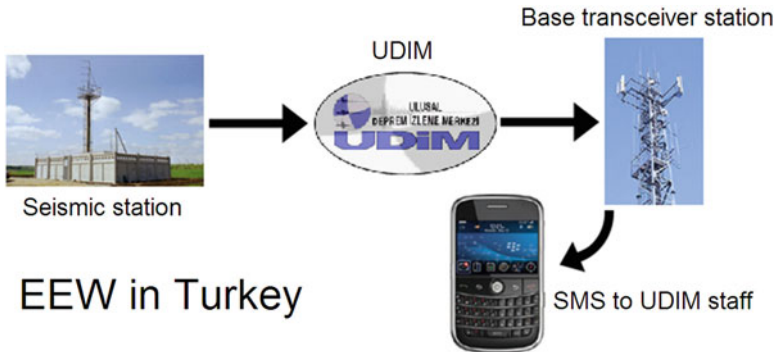 Base transceiver station
UDIM
ULUSAL
DEPREM İZLENE MERKEZİ
UDİM
Seismic station
EEW in Turkey
SMS to UDIM staff